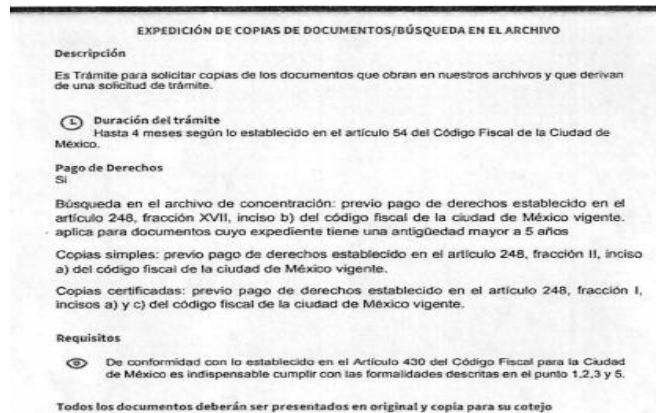 EXPEDICIÓN DE COPIAS DE DOCUMENTOS/BÚSQUEDA EN EL ARCHIVO
Descripción
Es Trámite para solicitar copias de los documentos que obran en nuestros archivos y que derivan
de una solicitud de trámite.
Duración del trámite
Hasta 4 meses según lo establecido en el artículo 54 del Código Fiscal de la Ciudad de
México.
Pago de Derechos
Si
Búsqueda en el archivo de concentración: previo pago de derechos establecido en el
artículo 248, fracción XVII, inciso b) del código fiscal de la ciudad de México vigente.
aplica para documentos cuyo expediente tiene una antigüedad mayor a 5 años
Copias simples: previo pago de derechos establecido en el artículo 248, fracción II, inciso
a) del código fiscal de la ciudad de México vigente.
Copias certificadas: previo pago de derechos establecido en el artículo 248, fracción I,
incisos a) y c) del código fiscal de la ciudad de México vigente.
Requisitos
De conformidad con lo establecido en el Artículo 430 del Código Fiscal para la Ciudad
de México es indispensable cumplir con las formalidades descritas en el punto 1,2,3 y 5.
Todos los documentos deberán ser presentados en original y copia para su cotejo